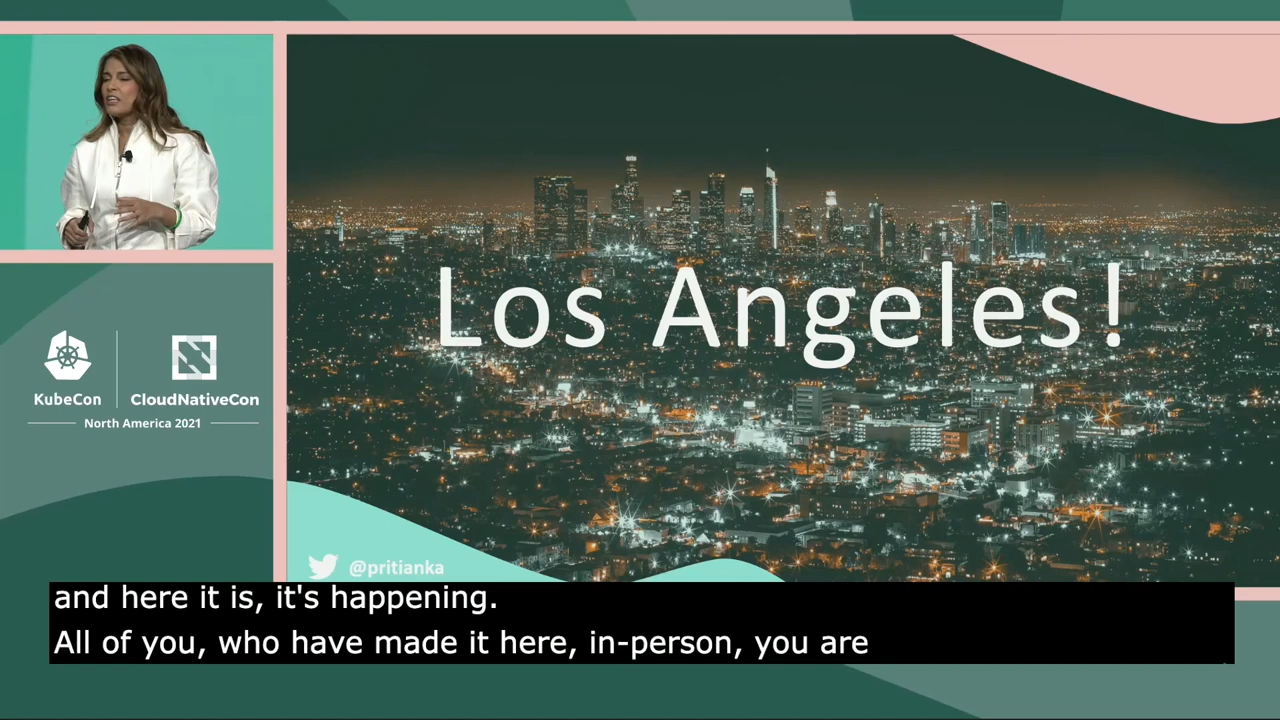 Los Angeles!
KubeCon
CloudNativeCon
North America 2021
@pritianka
and here it is, it's happening.
All of you, who have made it here, in-person, you are